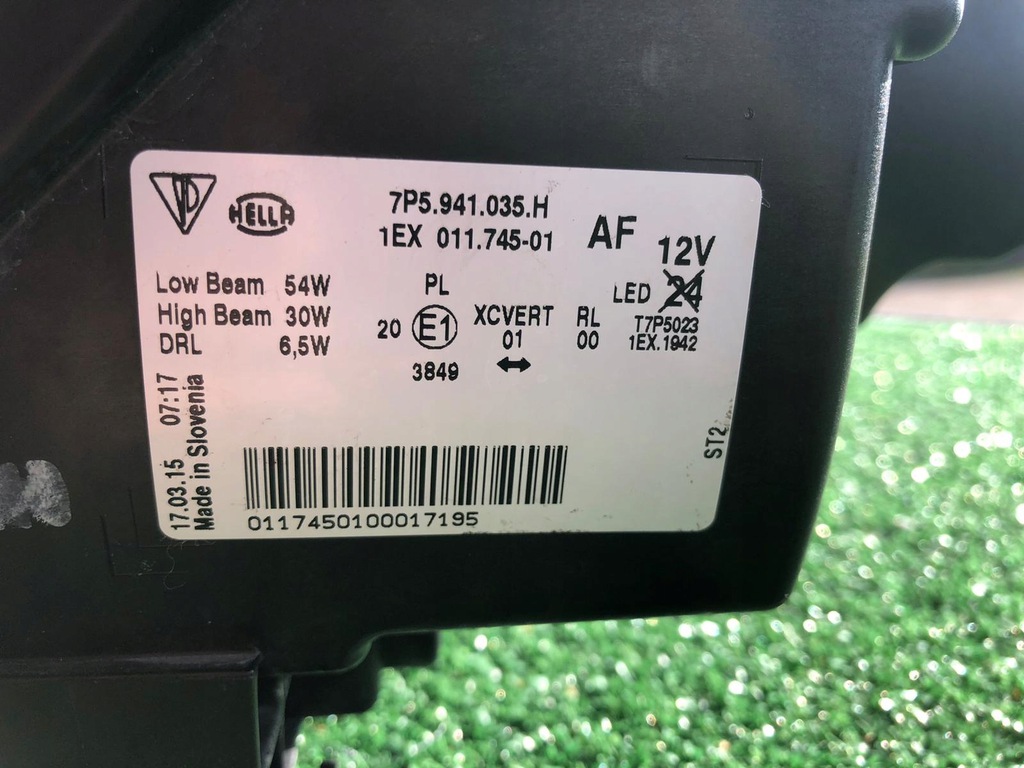 HELLA
7P5.941.035.H
1EX 011.745-01
AF
12V
24
LED
T7P5023
1EX.1942
Low Beam 54W
High Beam 30W
DRL 6,5W
PL
20 E1
3849
XCVERT
01
RL
00
17.03.15 07:17
Made in Slovenia
ST2
0117450100017195